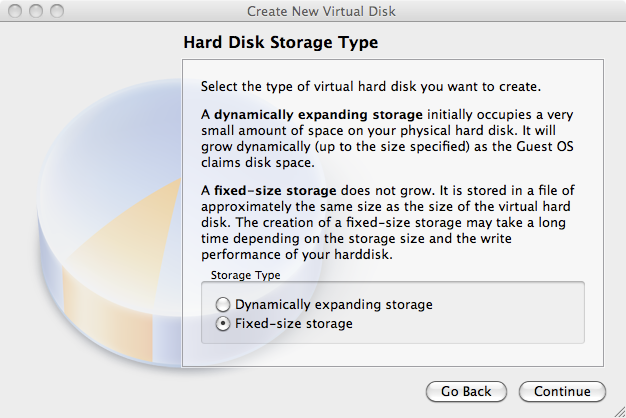 Create New Virtual Disk
Hard Disk Storage Type
Select the type of virtual hard disk you want to create.
A dynamically expanding storage initially occupies a very
small amount of space on your physical hard disk. It will
grow dynamically (up to the size specified) as the Guest OS
claims disk space.
A fixed-size storage does not grow. It is stored in a file of
approximately the same size as the size of the virtual hard
disk. The creation of a fixed-size storage may take a long
time depending on the storage size and the write
performance of your harddisk.
Storage Type
Dynamically expanding storage
Fixed-size storage
Go Back Continue